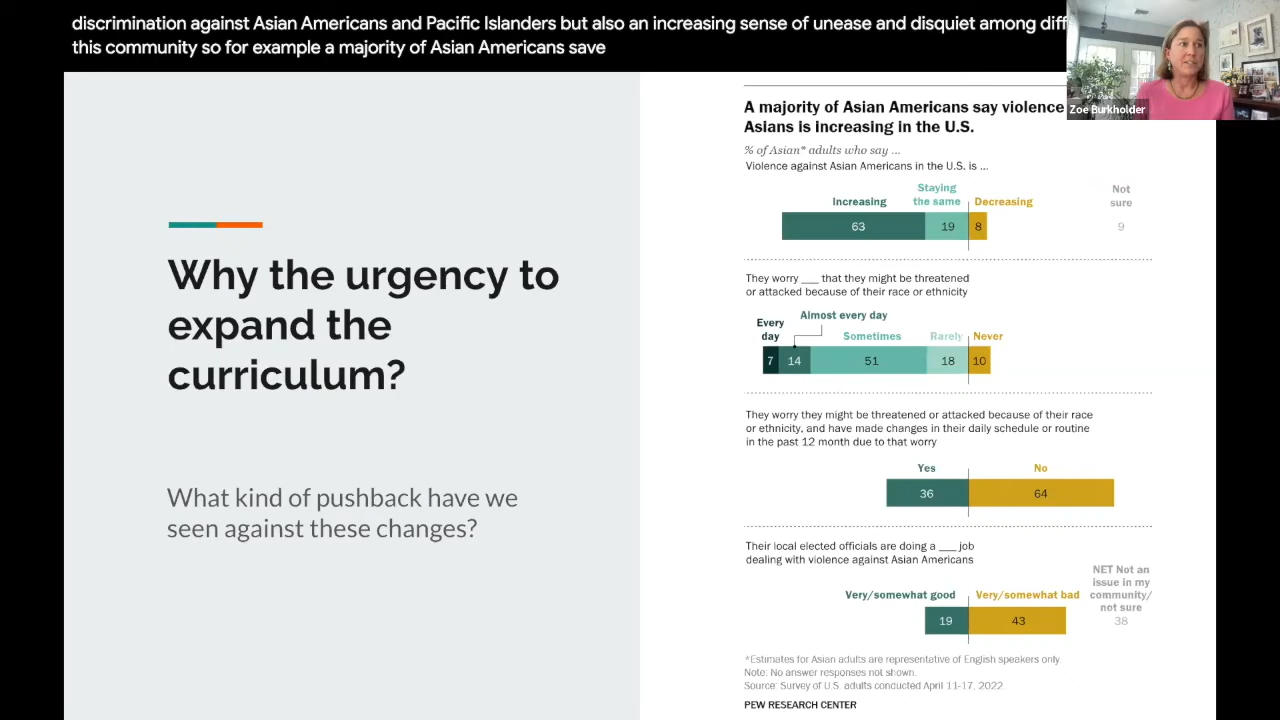 discrimination against Asian Americans and Pacific Islanders but also an increasing sense of unease and disquiet among
this community so for example a majority of Asian Americans save
Zoe Burkholder
Why the urgency to
expand the
curriculum?
What kind of pushback have we
seen against these changes?
A majority of Asian Americans say violence
Asians is increasing in the U.S.
% of Asian* adults who say ...
Violence against Asian Americans in the U.S. is ...
Increasing
Staying
the same
Decreasing
Not
sure
63
19
8
9
They worry ___ that they might be threatened
or attacked because of their race or ethnicity
Every
day
Almost every day
Sometimes
Rarely
Never
7
14
51
18
10
They worry they might be threatened or attacked because of their race
or ethnicity, and have made changes in their daily schedule or routine
in the past 12 month due to that worry
Yes
No
36
64
Their local elected officials are doing a ___ job
dealing with violence against Asian Americans
Very/somewhat good
Very/somewhat bad
NET Not an
issue in my
community/
not sure
19
43
38
*Estimates for Asian adults are representative of English speakers only.
Note: No answer responses not shown.
Source: Survey of U.S. adults conducted April 11-17, 2022.
PEW RESEARCH CENTER